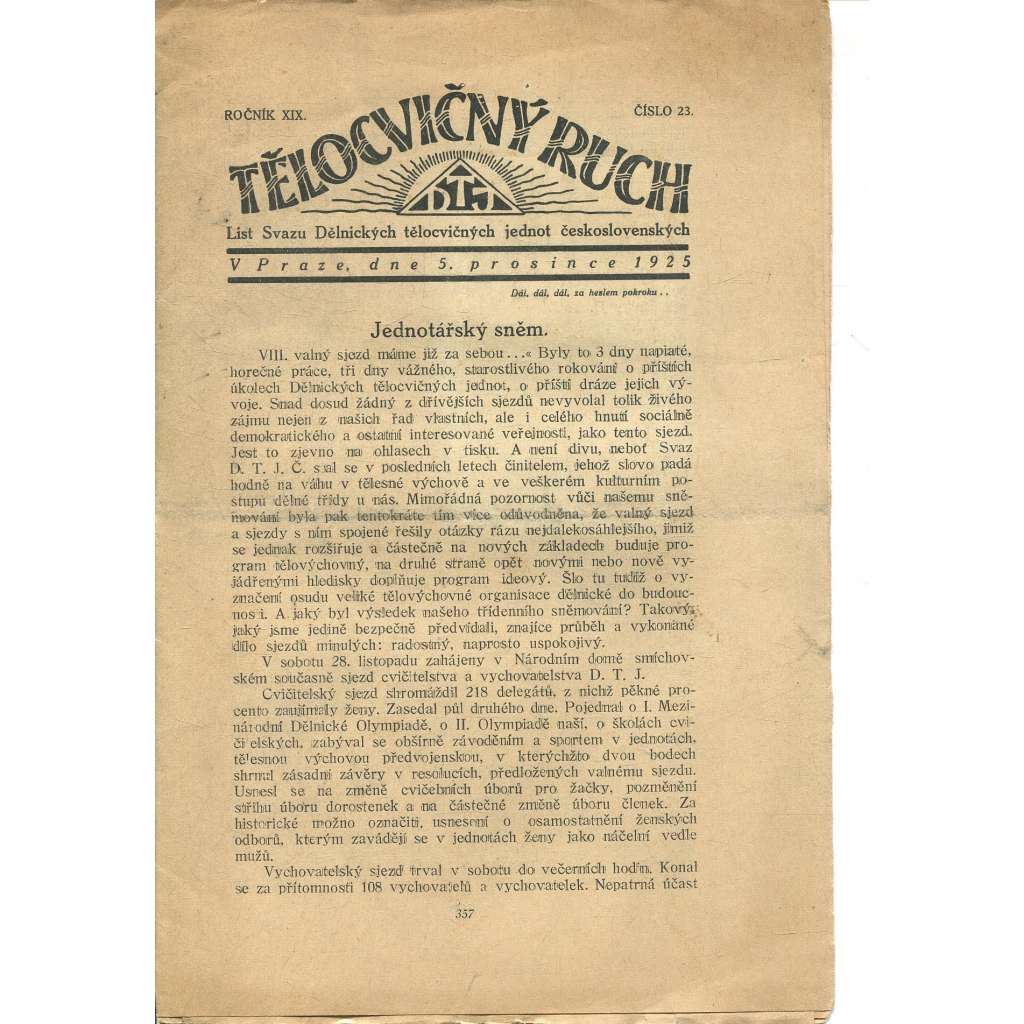 ROČNÍK XIX.
ČÍSLO 23.
TĚLOCVIČNÝ RUCH
DTJ
List Svazu Dělnických tělocvičných jednot československých
V Praze, dne 5. prosince 1925
Dál, dál, dál, za heslem pokroku..
Jednotářský sněm.
VIII. valný sjezd máme již za sebou...« Byly to 3 dny napiaté,
horečné práce, tři dny vážného, starostlivého rokování o příštích
úkolech Dělnických tělocvičných jednot, o příští dráze jejich vý-
voje. Snad dosud žádný z dřívějších sjezdů nevyvolal tolik živého
zájmu nejen z našich řad vlastních, ale i celého hnutí sociálně
demokratického a ostatní interesované veřejnosti, jako tento sjezd.
Jest to zjevno na ohlasech v tisku. A není divu, neboť Svaz
D. T. J. Č. stal se v posledních letech činitelem, jehož slovo padá
hodně na váhu v tělesné výchově a ve veškerém kulturním po-
stupu dělné třídy u nás. Mimořádná pozornost vůči našemu sně-
mování byla pak tentokráte tím více odůvodněna, že valný sjezd
a sjezdy s ním spojené řešily otázky rázu nejdalekosáhlejšího, jimiž
se jednak rozšiřuje a částečně na nových základech buduje pro-
gram tělovýchovný, na druhé straně opět novými nebo nově vy-
jádřenými hledisky doplňuje program ideový. Šlo tu tudíž o vy-
značení osudu veliké tělovýchovné organisace dělnické do budouc-
nosti. A jaký byl výsledek našeho třídenního sněmování? Takový,
jaký jsme jedině bezpečně předvídali, znajíce průběh a vykonané
dílo sjezdů minulých: radostný, naprosto uspokojivý.
V sobotu 28. listopadu zahájeny v Národním domě smíchov-
ském současně sjezd cvičitelstva a vychovatelstva D. T. J.
Cvičitelský sjezd shromáždil 218 delegátů, z nichž pěkné pro-
cento zaujímaly ženy. Zasedal půl druhého dne. Pojednal o I. Mezi-
národní Dělnické Olympiadě, o II. Olympiadě naší, o školách cvi-
čitelských, zabýval se obšírně závoděním a sportem v jednotách,
tělesnou výchovou předvojenskou, v kterýchžto dvou bodech
shrnul zásadní závěry v resolucích, předložených valnému sjezdu.
Usnesl se na změně cvičebních úborů pro žačky, pozměnění
střihu úboru dorostenek a na částečné změně úboru členek. Za
historické možno označiti usnesení o osamostatnění ženských
odborů, kterým zavádějí se v jednotách ženy jako náčelní vedle
mužů.
Vychovatelský sjezd trval v sobotu do večerních hodin. Konal
se za přítomnosti 108 vychovatelů a vychovatelek. Nepatrná účast
357